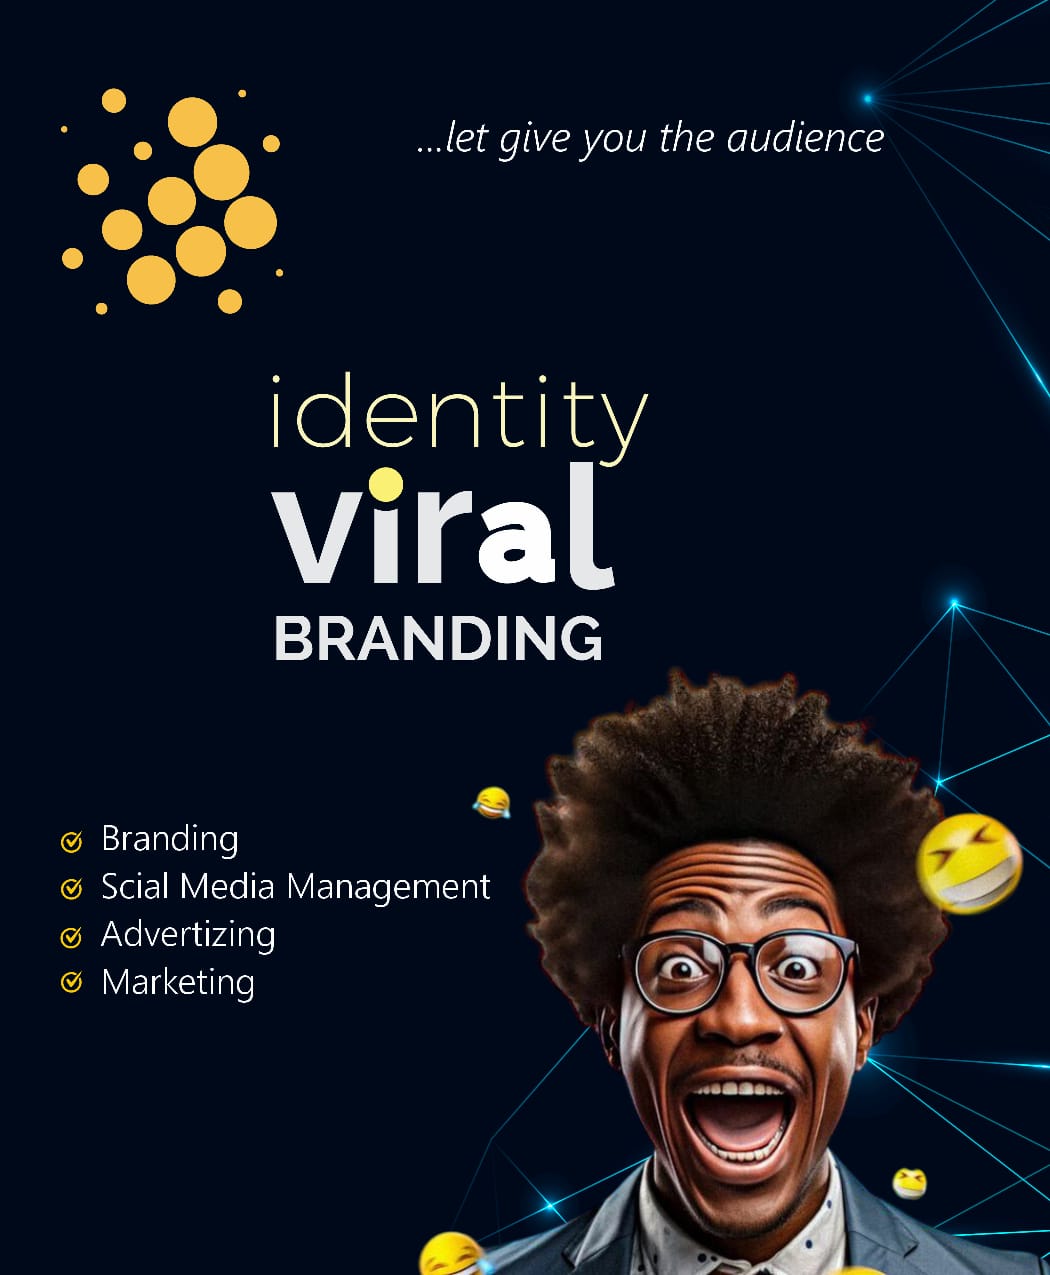 ...let give you the audience
identity
viral
BRANDING
Branding
Scial Media Management
Advertizing
Marketing